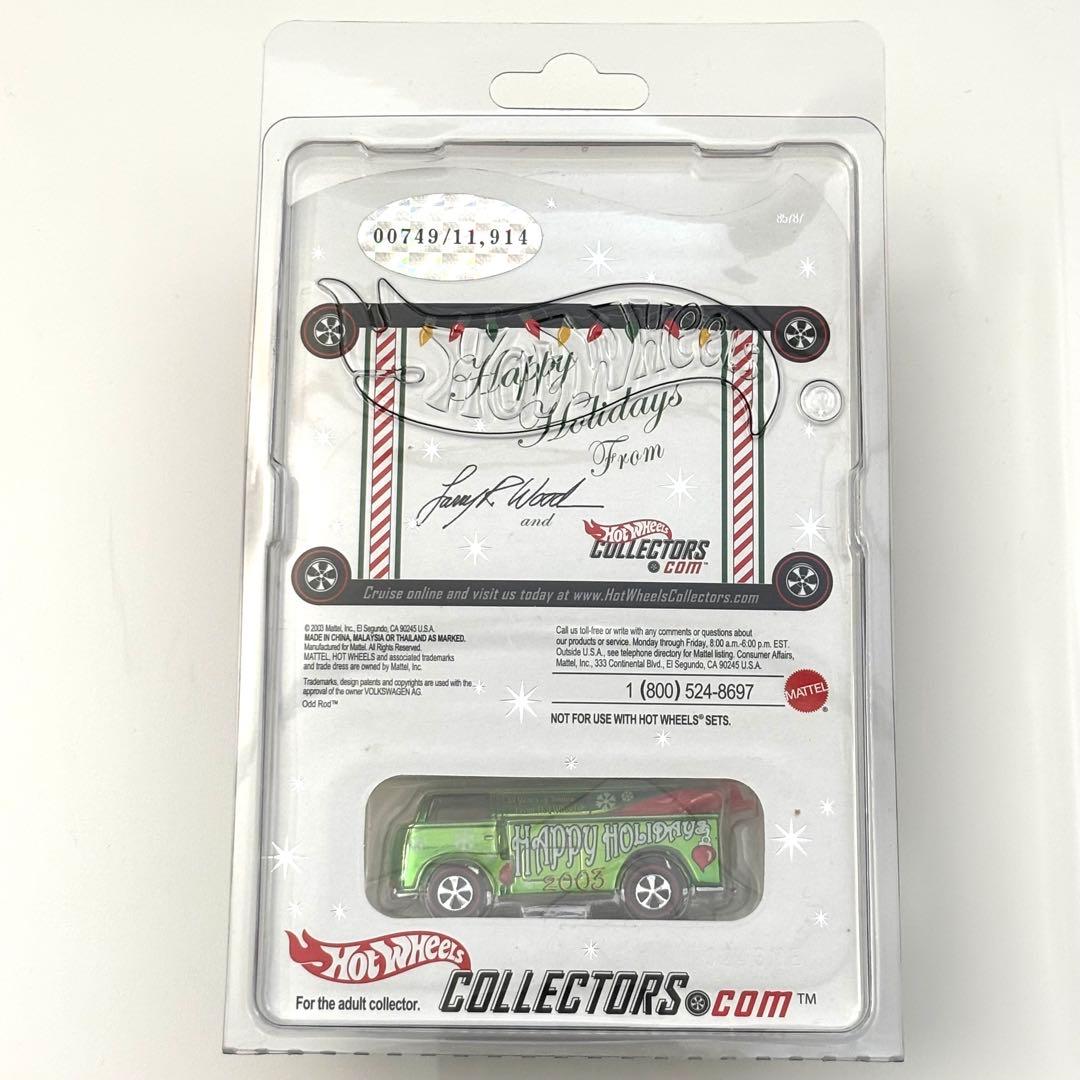 00749/11,914
Hot Wheels
Happy
Holidays
From
Larry R Wood
and
HOT WHEELS
COLLECTORS
.COM™
Cruise online and visit us today at www.HotWheelsCollectors.com
© 2003 Mattel, Inc., El Segundo, CA 90245 U.S.A.
MADE IN CHINA, MALAYSIA OR THAILAND AS MARKED.
Manufactured for Mattel. All Rights Reserved.
MATTEL, HOT WHEELS and associated trademarks
and trade dress are owned by Mattel, Inc.
Trademarks, design patents and copyrights are used with the
approval of the owner VOLKSWAGEN AG.
Odd Rod™
Call us toll-free or write with any comments or questions about
our products or service. Monday through Friday, 8:00 a.m.-6:00 p.m. EST.
Outside U.S.A., see telephone directory for Mattel listing. Consumer Affairs,
Mattel, Inc., 333 Continental Blvd., El Segundo, CA 90245 U.S.A.
1 (800) 524-8697
MATTEL®
NOT FOR USE WITH HOT WHEELS® SETS.
HAPPY HOLIDAYS
2003
HOT WHEELS
COLLECTORS.COM™
For the adult collector.